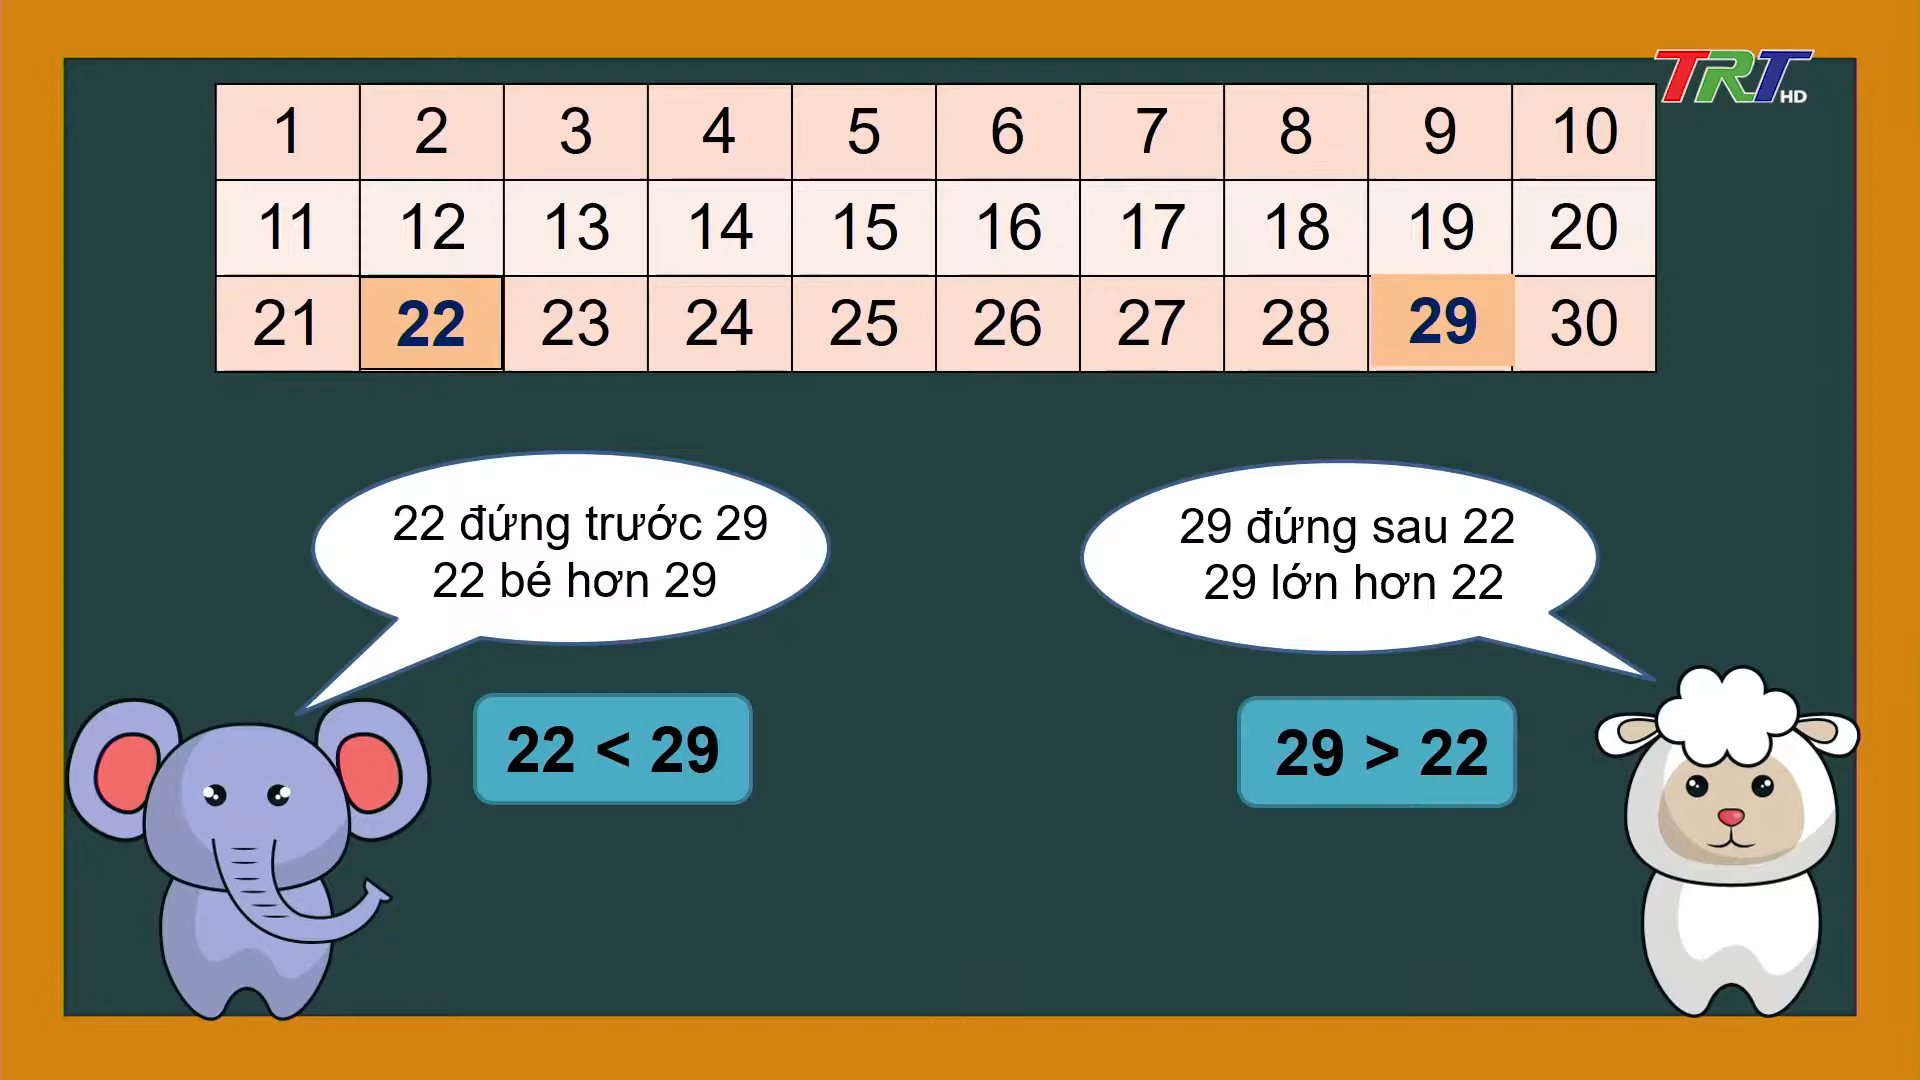 TRT HD
1 2 3 4 5 6 7 8 9 10
11 12 13 14 15 16 17 18 19 20
21 22 23 24 25 26 27 28 29 30
22 đứng trước 29
22 bé hơn 29
29 đứng sau 22
29 lớn hơn 22
22 < 29
29 > 22